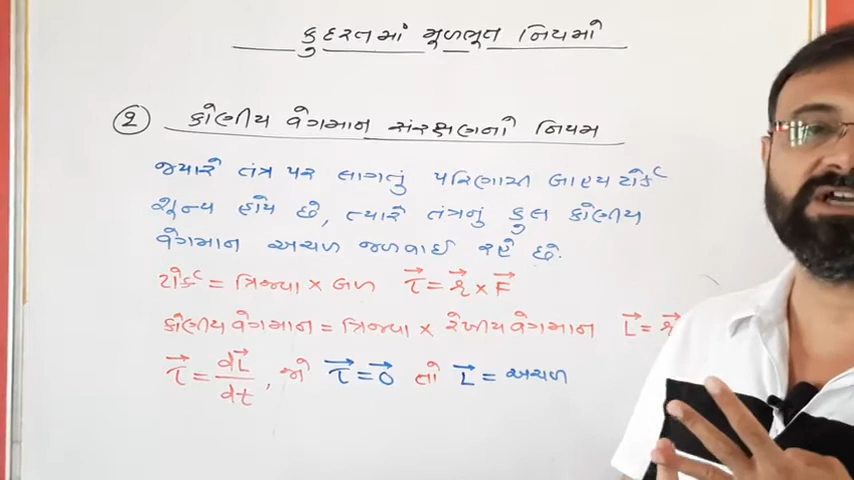 કુદરતમાં મૂળભૂત નિયમો
૨ કોણીય વેગમાન સંરક્ષણનો નિયમ
જ્યારે તંત્ર પર લાગતું પરિણામી બાહ્ય ટોર્ક
શૂન્ય હોય છે, ત્યારે તંત્રનું કુલ કોણીય
વેગમાન અચળ જળવાઈ રહે છે.
ટોર્ક = ત્રિજ્યા × બળ τ⃗ = r⃗ × F⃗
કોણીય વેગમાન = ત્રિજ્યા × રેખીય વેગમાન L⃗ = r⃗
τ⃗ = dL⃗/dt, જો τ⃗ = 0 તો L⃗ = અચળ